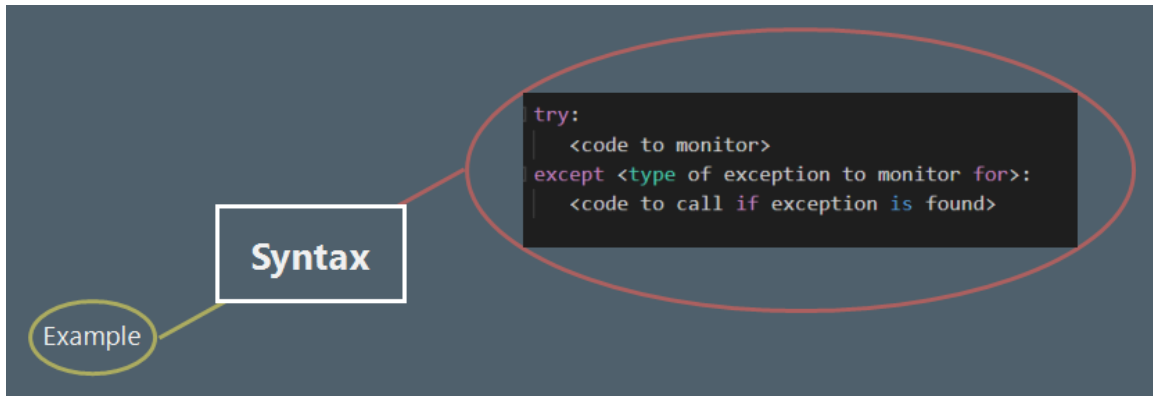 try:
<code to monitor>
except <type of exception to monitor for>:
<code to call if exception is found>
Syntax
Example